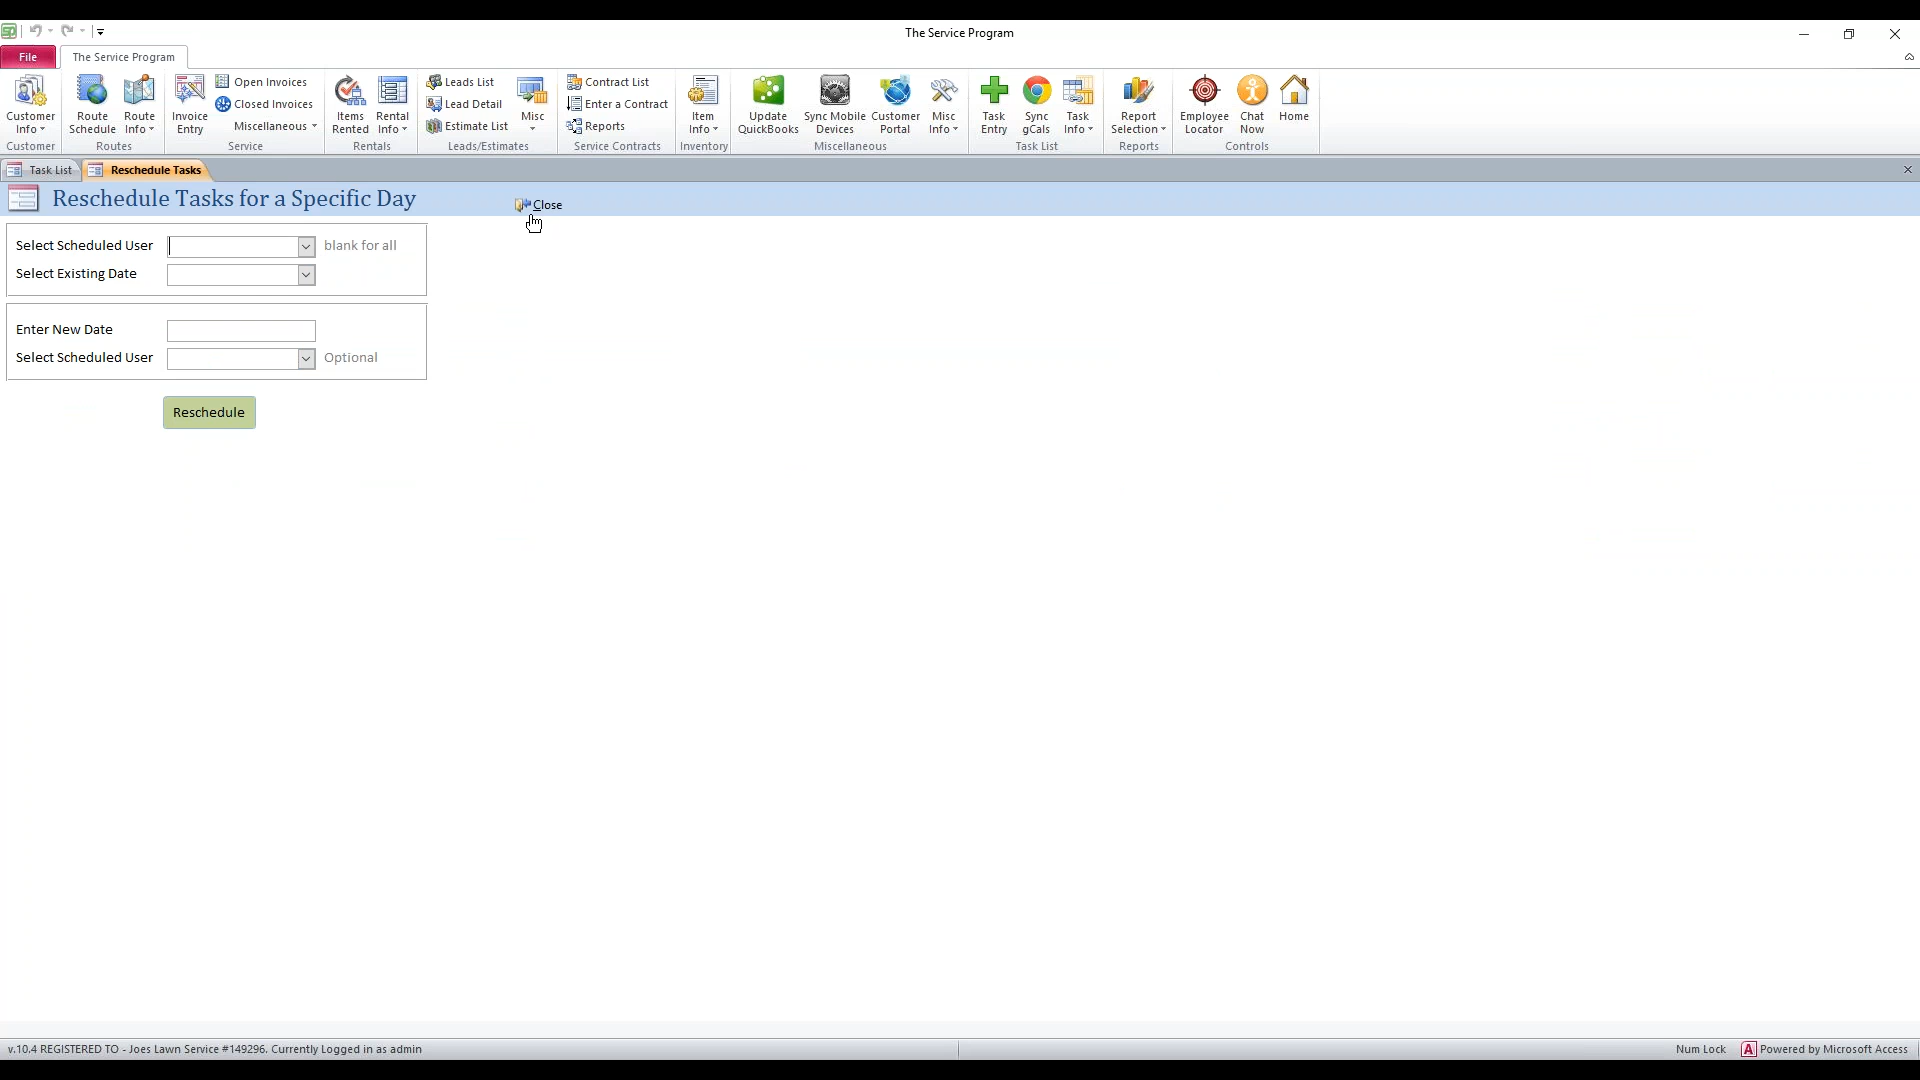 The Service Program
File The Service Program
Customer Info
Customer
Route Schedule
Route Info
Routes
Invoice Entry
Open Invoices
Closed Invoices
Miscellaneous
Service
Items Rented
Rental Info
Rentals
Leads List
Lead Detail
Estimate List
Misc
Leads/Estimates
Contract List
Enter a Contract
Reports
Service Contracts
Item Info
Inventory
Update QuickBooks
Sync Mobile Devices
Customer Portal
Misc Info
Miscellaneous
Task Entry
Sync gCals
Task Info
Task List
Report Selection
Reports
Employee Locator
Chat Now
Home
Controls
Task List Reschedule Tasks
Reschedule Tasks for a Specific Day Close
Select Scheduled User blank for all
Select Existing Date
Enter New Date
Select Scheduled User Optional
Reschedule
v.10.4 REGISTERED TO - Joes Lawn Service #149296. Currently Logged in as admin Num Lock Powered by Microsoft Access